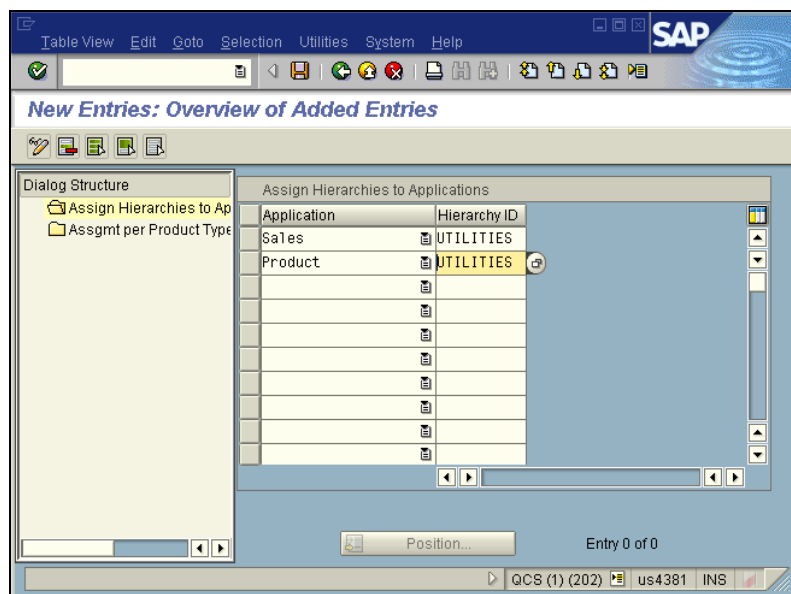 Table View Edit Goto Selection Utilities System Help
SAP
New Entries: Overview of Added Entries
Dialog Structure
Assign Hierarchies to Ap
Assgmt per Product Type
Assign Hierarchies to Applications
Application Hierarchy ID
Sales UTILITIES
Product UTILITIES
Position... Entry 0 of 0
QCS (1) (202) us4381 INS